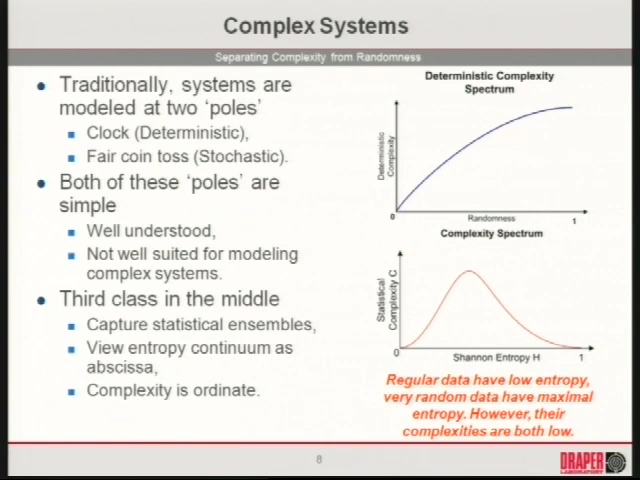 Complex Systems
Separating Complexity from Randomness
• Traditionally, systems are
modeled at two ‘poles’
▪ Clock (Deterministic),
▪ Fair coin toss (Stochastic).
• Both of these ‘poles’ are
simple
▪ Well understood,
▪ Not well suited for modeling
complex systems.
• Third class in the middle
▪ Capture statistical ensembles,
▪ View entropy continuum as
abscissa,
▪ Complexity is ordinate.
Deterministic Complexity
Spectrum
Deterministic
Complexity
0
Randomness
1
Complexity Spectrum
Statistical
Complexity C
0
Shannon Entropy H
1
Regular data have low entropy,
very random data have maximal
entropy. However, their
complexities are both low.
8
DRAPER
LABORATORY